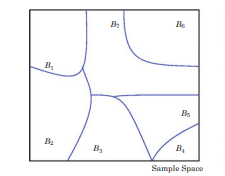 B₇ B₆
B₁
B₅
B₂ B₃ B₄
Sample Space